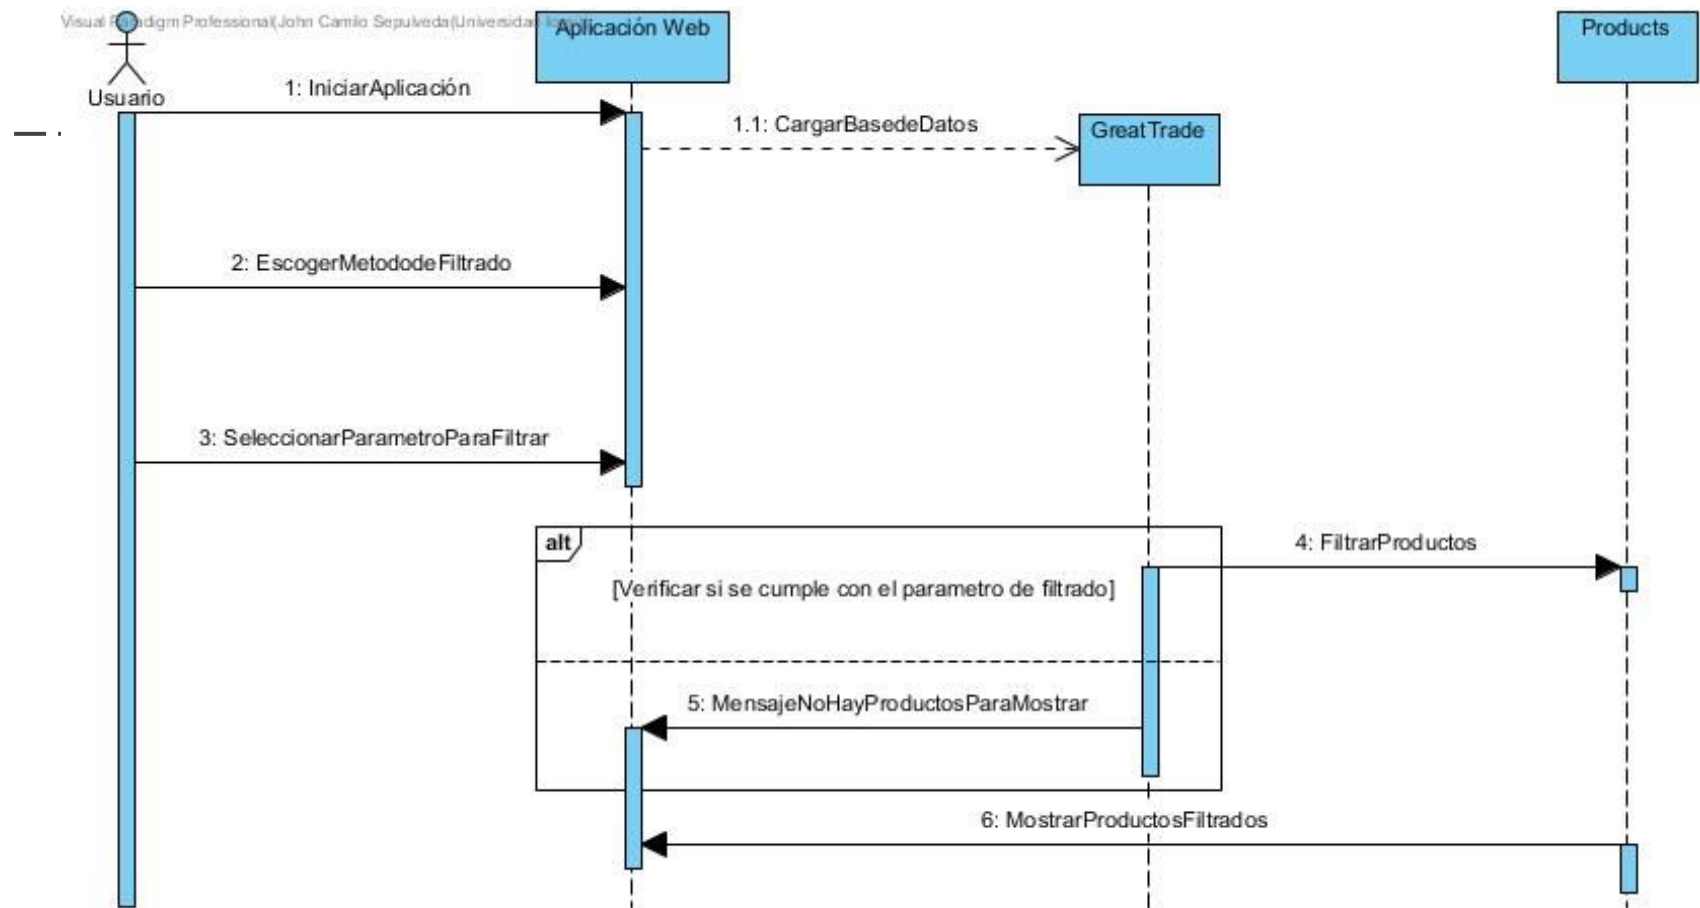 Visual Paradigm Professional(John Camilo Sepulveda(Universidad
Aplicación Web
Products
Usuario
1: IniciarAplicación
1.1: CargarBasedeDatos
GreatTrade
2: EscogerMetododeFiltrado
3: SeleccionarParametroParaFiltrar
alt
4: FiltrarProductos
[Verificar si se cumple con el parametro de filtrado]
5: MensajeNoHayProductosParaMostrar
6: MostrarProductosFiltrados